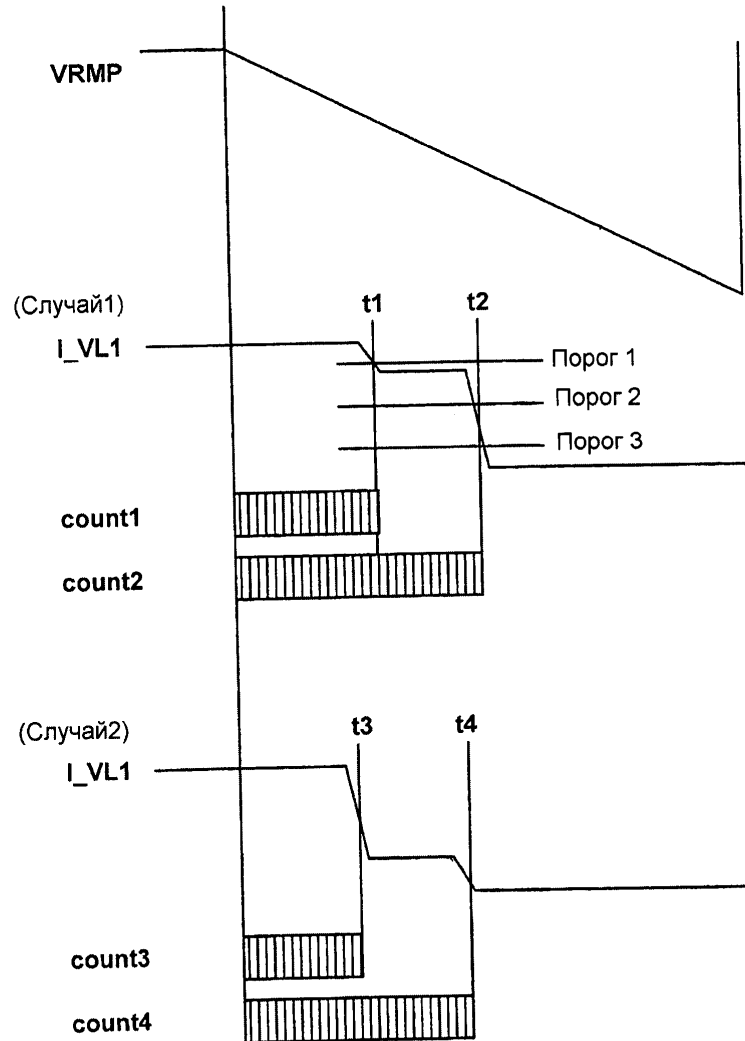 VRMP
(Случай1)
t1
t2
I_VL1
Порог 1
Порог 2
Порог 3
count1
count2
(Случай2)
t3
t4
I_VL1
count3
count4